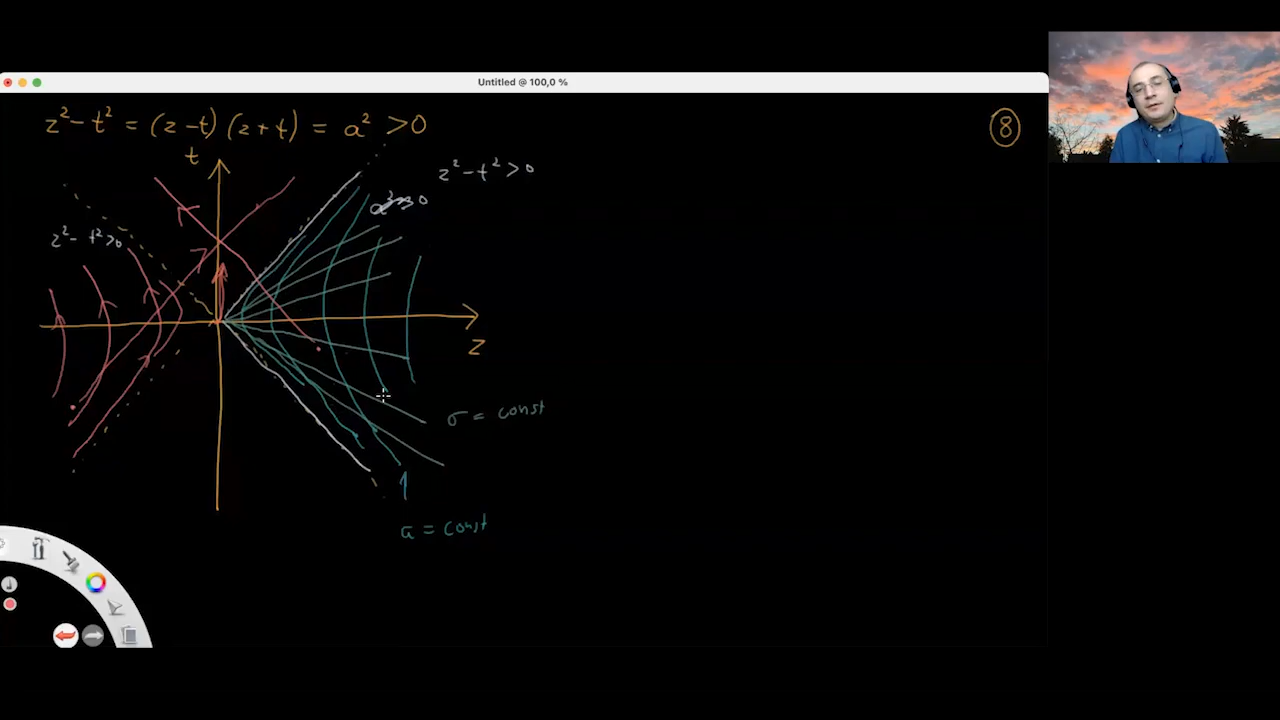 Untitled @ 100,0 %
z² - t² = (z - t) (z + t) = a² > 0
⑧
t
z² - t² > 0
z² - t² > 0
z
σ = const
a = const